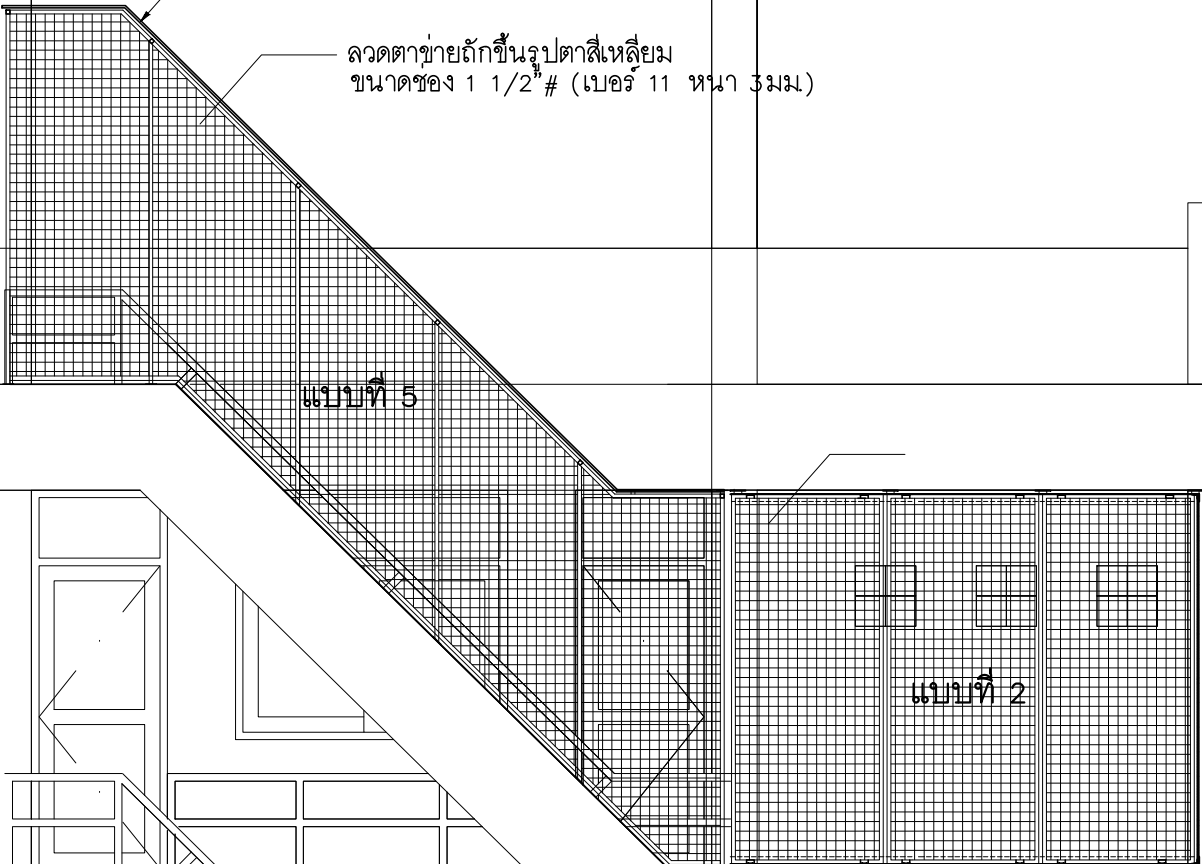 ลวดตาข่ายถักขึ้นรูปตาสี่เหลี่ยม
ขนาดช่อง 1 1/2"# (เบอร์ 11 หนา 3มม.)
แบบที่ 5
แบบที่ 2